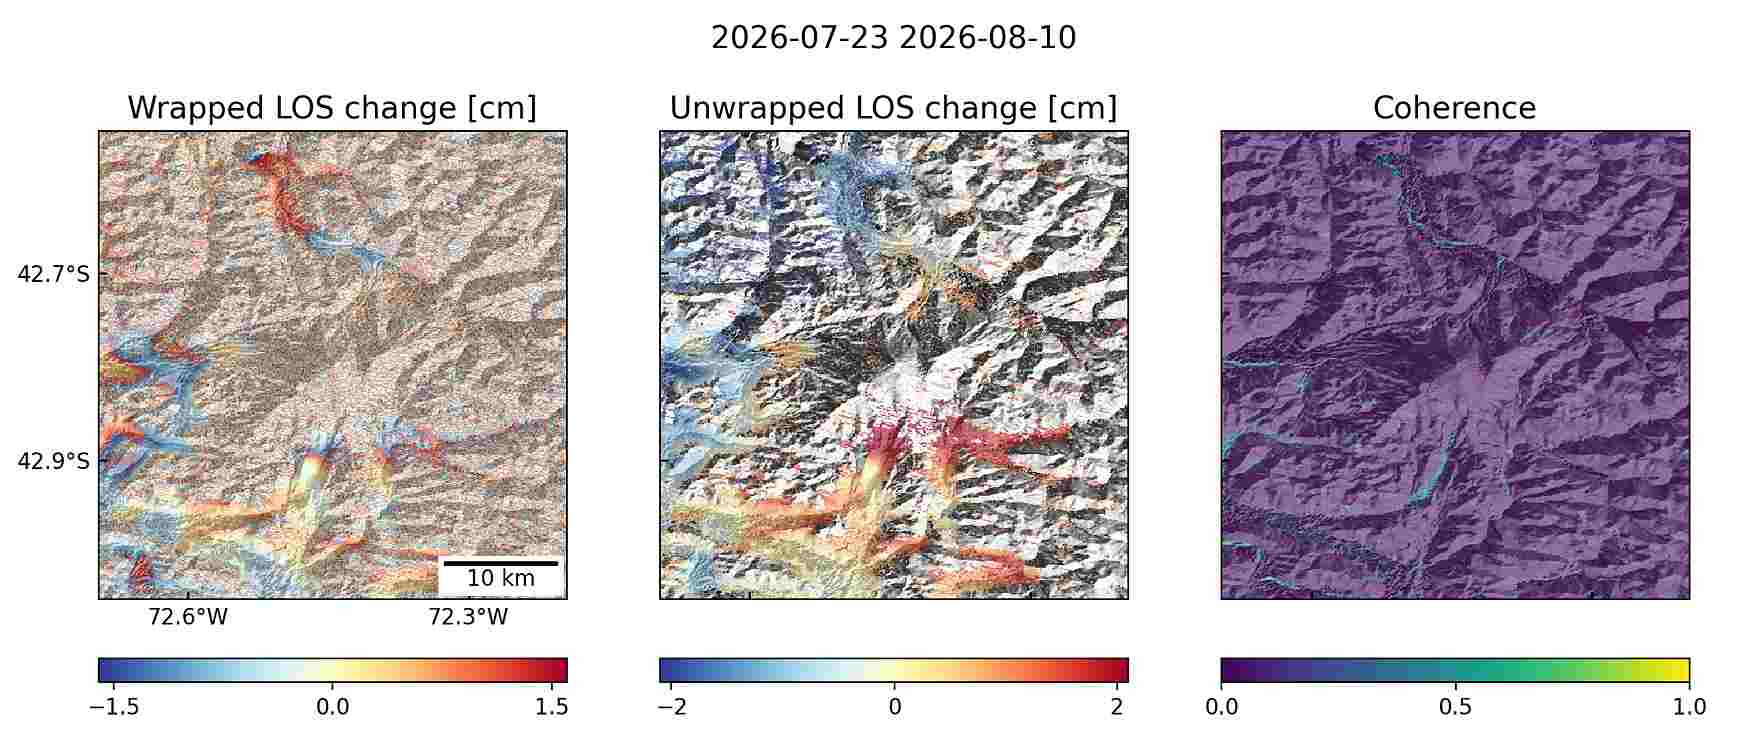 2026-07-23 2026-08-10
Wrapped LOS change [cm]
Unwrapped LOS change [cm]
Coherence
42.7°S
42.9°S
10 km
72.6°W
72.3°W
−1.5
0.0
1.5
−2
0
2
0.0
0.5
1.0